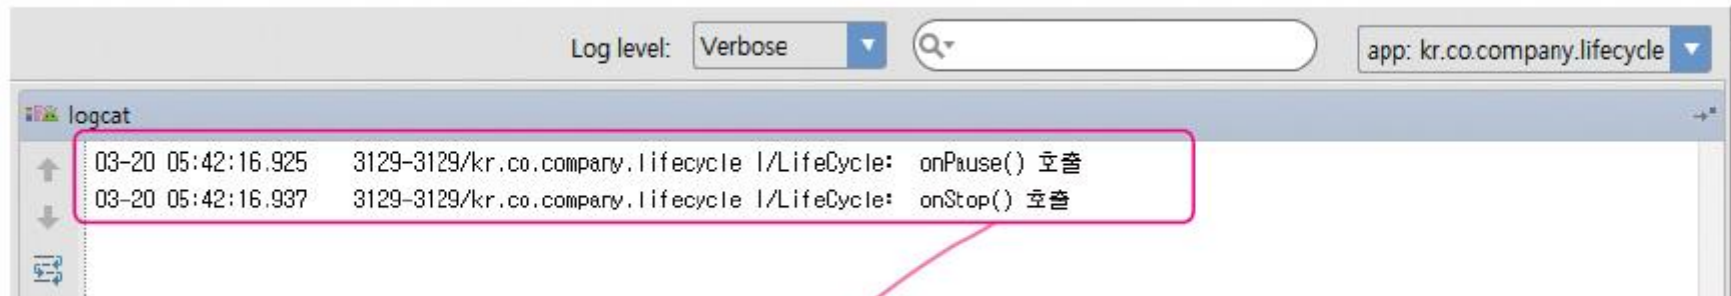 Log level: Verbose app: kr.co.company.lifecycle
logcat
03-20 05:42:16.925 3129-3129/kr.co.company.lifecycle I/LifeCycle: onPause() 호출
03-20 05:42:16.937 3129-3129/kr.co.company.lifecycle I/LifeCycle: onStop() 호출